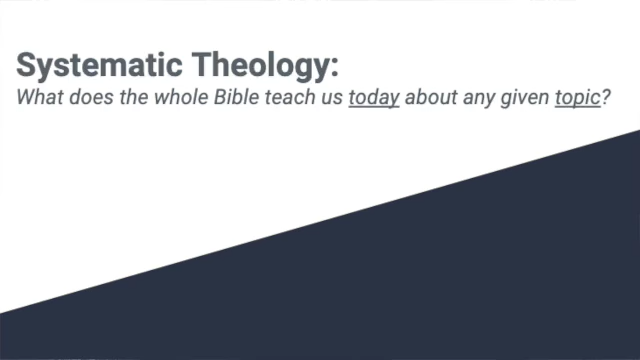 Systematic Theology:
What does the whole Bible teach us today about any given topic?